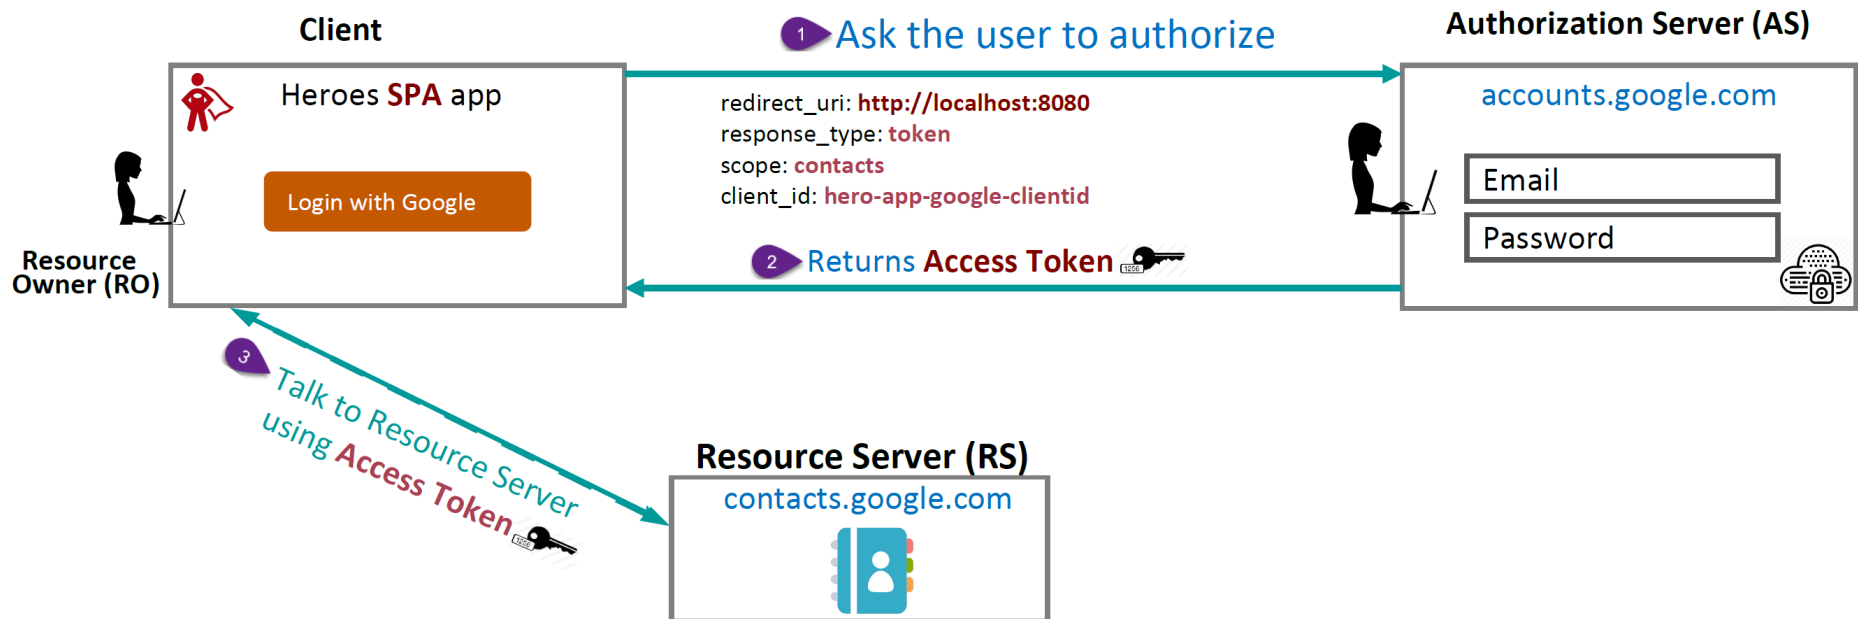 Client
1 Ask the user to authorize
Authorization Server (AS)
Heroes SPA app
Login with Google
Resource
Owner (RO)
redirect_uri: http://localhost:8080
response_type: token
scope: contacts
client_id: hero-app-google-clientid
accounts.google.com
Email
Password
2 Returns Access Token
1256
3 Talk to Resource Server
using Access Token
1256
Resource Server (RS)
contacts.google.com